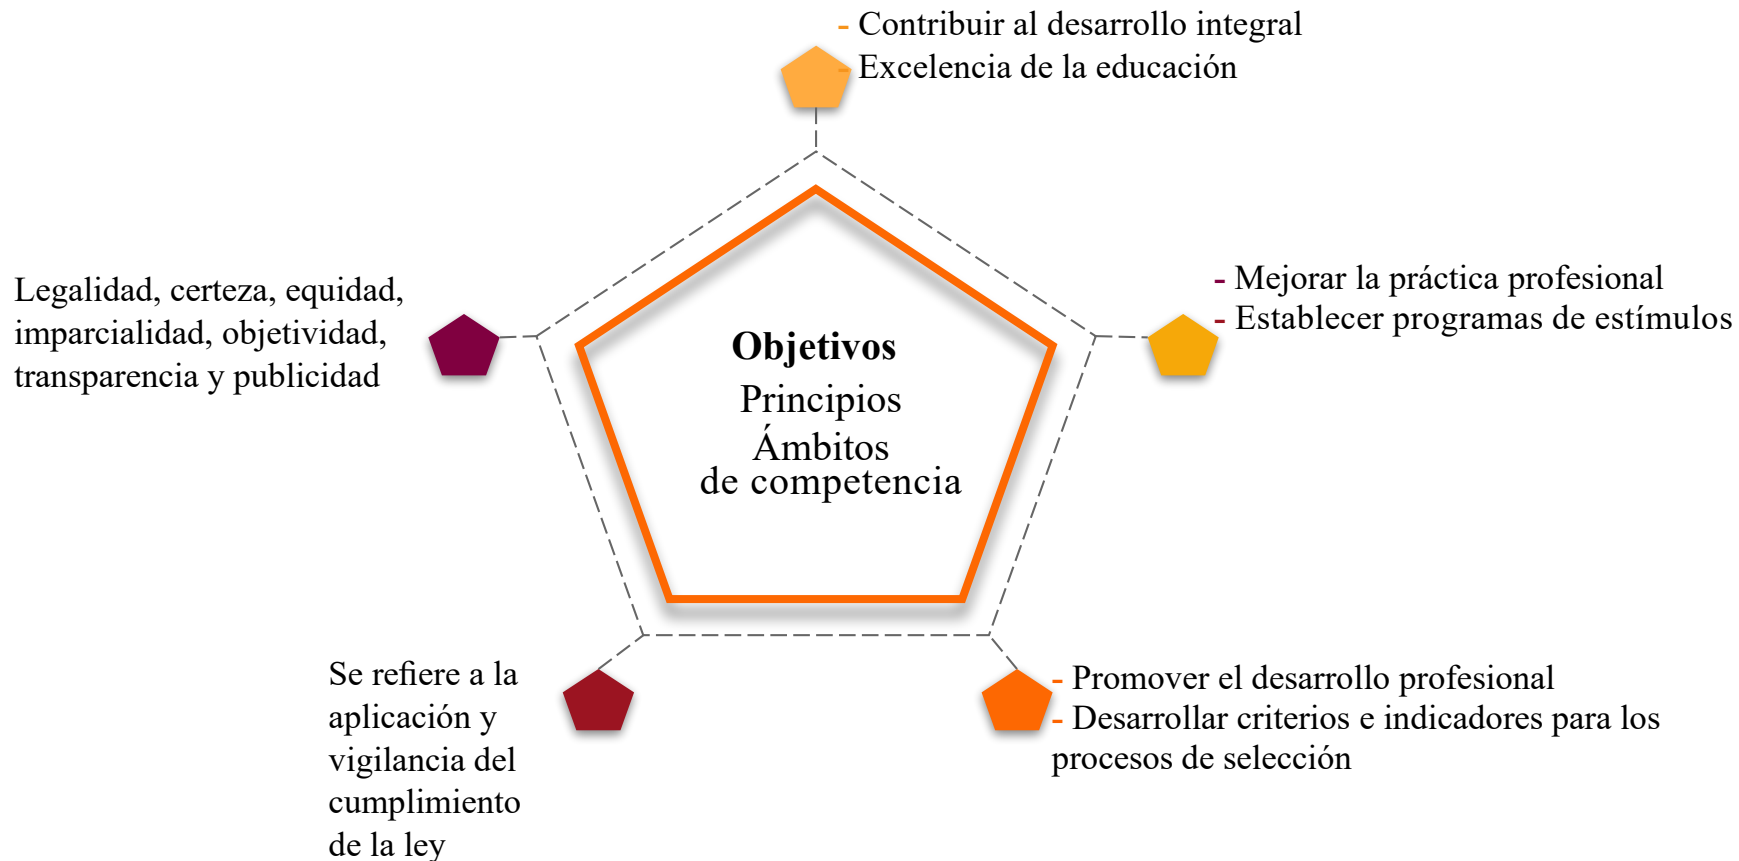 - Contribuir al desarrollo integral
- Excelencia de la educación
- Mejorar la práctica profesional
- Establecer programas de estímulos
Legalidad, certeza, equidad,
imparcialidad, objetividad,
transparencia y publicidad
Objetivos
Principios
Ámbitos
de competencia
Se refiere a la
aplicación y
vigilancia del
cumplimiento
de la ley
- Promover el desarrollo profesional
- Desarrollar criterios e indicadores para los
procesos de selección